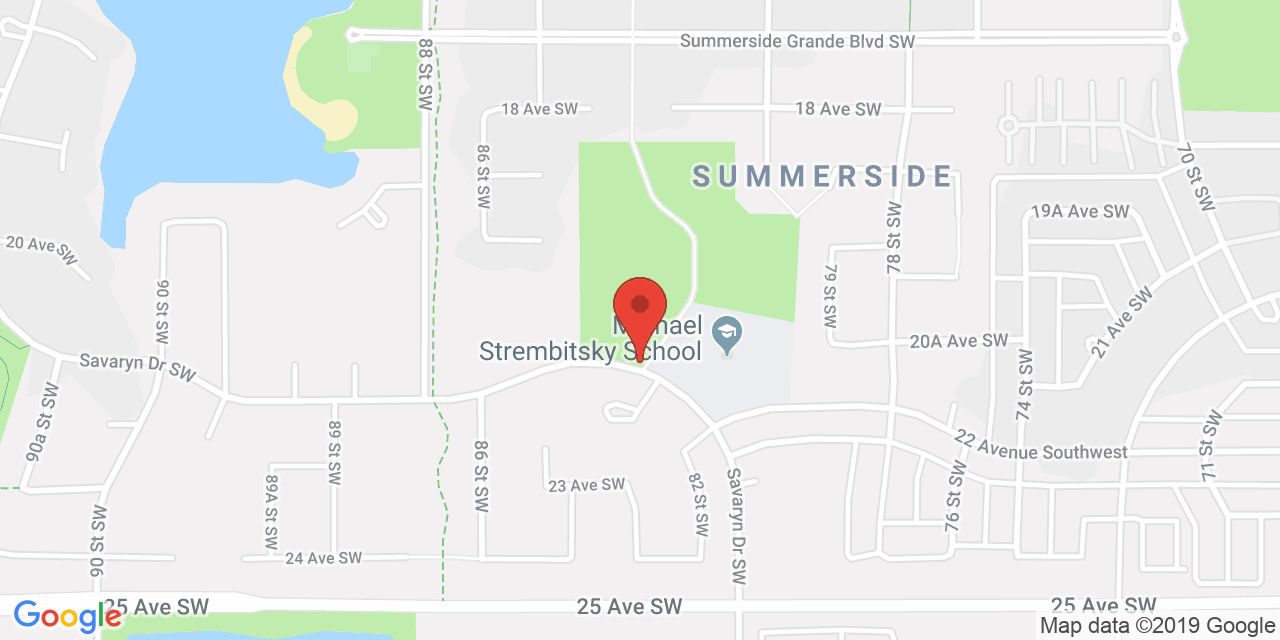 Summerside Grande Blvd SW
88 St SW
18 Ave SW
18 Ave SW
86 St SW
SUMMERSIDE
70 St SW
19A Ave SW
20 Ave SW
78 St SW
90 St SW
79 St SW
21 Ave SW
Michael
Strembitsky School
20A Ave SW
Savaryn Dr SW
74 St SW
90a St SW
89 St SW
86 St SW
22 Avenue Southwest
71 St SW
89A St SW
23 Ave SW
82 St SW
Savaryn Dr SW
76 St SW
90 St SW
24 Ave SW
25 Ave SW
25 Ave SW
25 Ave SW
Google
Map data ©2019 Google